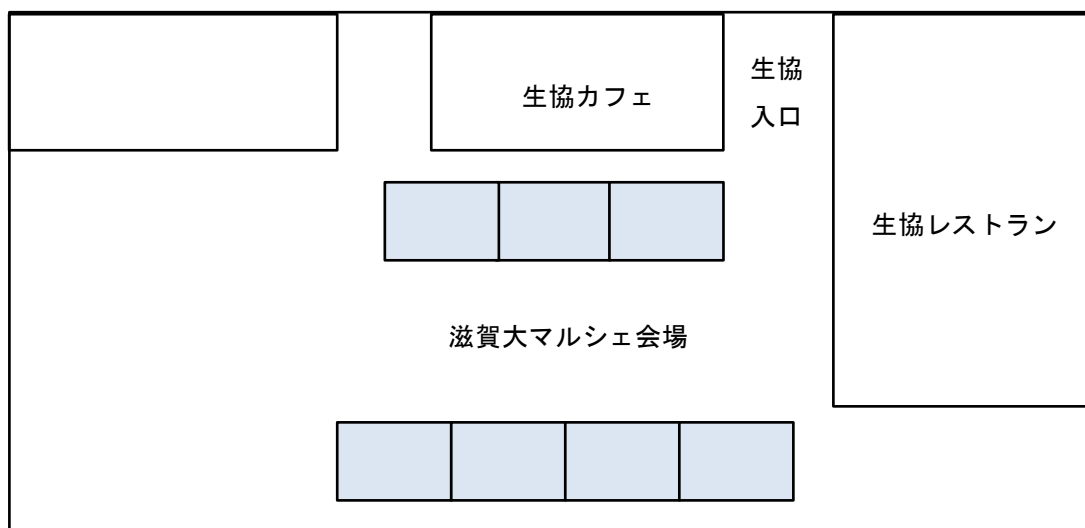 生協カフェ
生協
入口
生協レストラン
滋賀大マルシェ会場